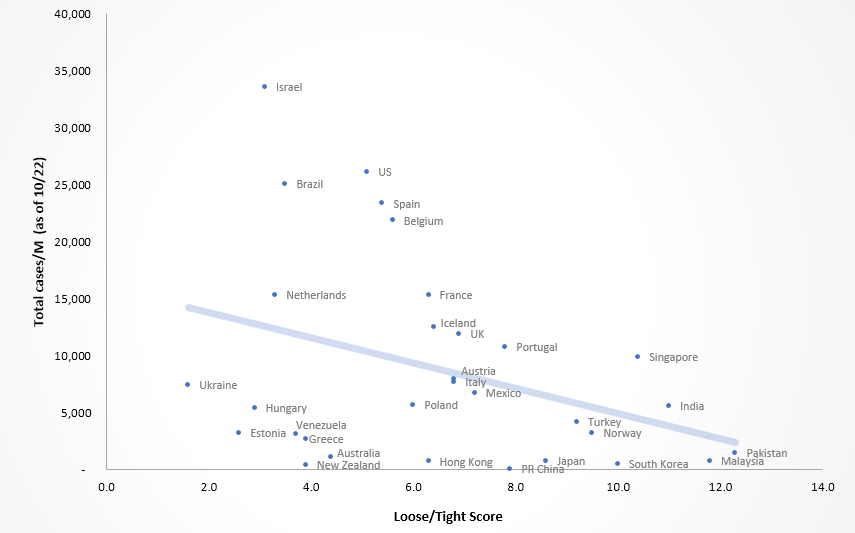 40,000
35,000
30,000
25,000
20,000
15,000
10,000
5,000
-
Total cases/M (as of 10/22)
Israel
US
Brazil
Spain
Belgium
Netherlands
France
Iceland
UK
Portugal
Singapore
Austria
Italy
Ukraine
Mexico
Poland
India
Hungary
Turkey
Venezuela
Estonia
Norway
Greece
Australia
Pakistan
New Zealand
Hong Kong
Japan
Malaysia
South Korea
PR China
0.0 2.0 4.0 6.0 8.0 10.0 12.0 14.0
Loose/Tight Score